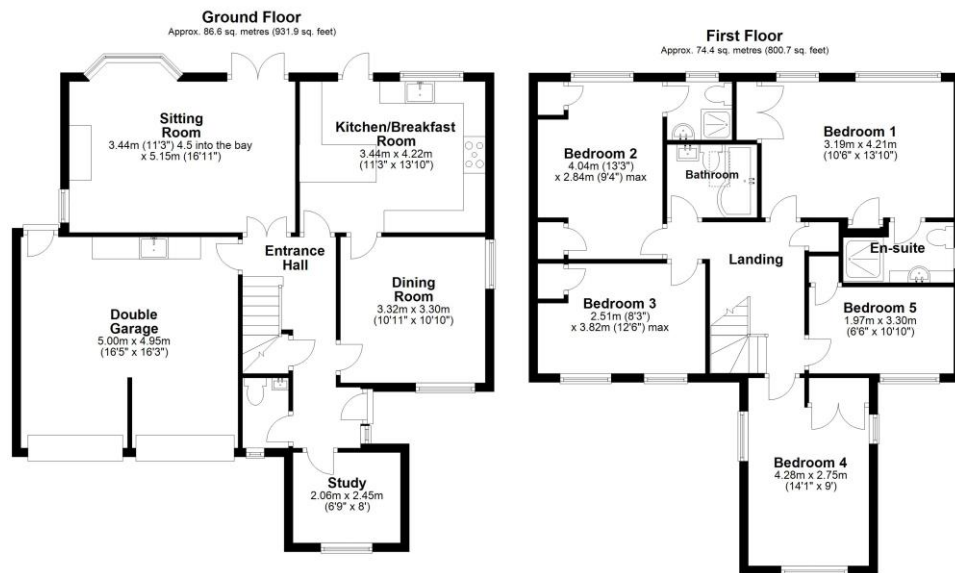 Ground Floor
Approx. 86.6 sq. metres (931.9 sq. feet)
Sitting
Room
3.44m (11'3") 4.5 into the bay
x 5.15m (16'11")
Kitchen/Breakfast
Room
3.44m x 4.22m
(11'3" x 13'10")
Entrance
Hall
Dining
Room
3.32m x 3.30m
(10'11" x 10'10")
Double
Garage
5.00m x 4.95m
(16'5" x 16'3")
Study
2.06m x 2.45m
(6'9" x 8')
First Floor
Approx. 74.4 sq. metres (800.7 sq. feet)
Bedroom 2
4.04m (13'3")
x 2.84m (9'4") max
Bathroom
Bedroom 1
3.19m x 4.21m
(10'6" x 13'10")
En-suite
Landing
Bedroom 3
2.51m (8'3")
x 3.82m (12'6") max
Bedroom 5
1.97m x 3.30m
(6'6" x 10'10")
Bedroom 4
4.28m x 2.75m
(14'1" x 9')